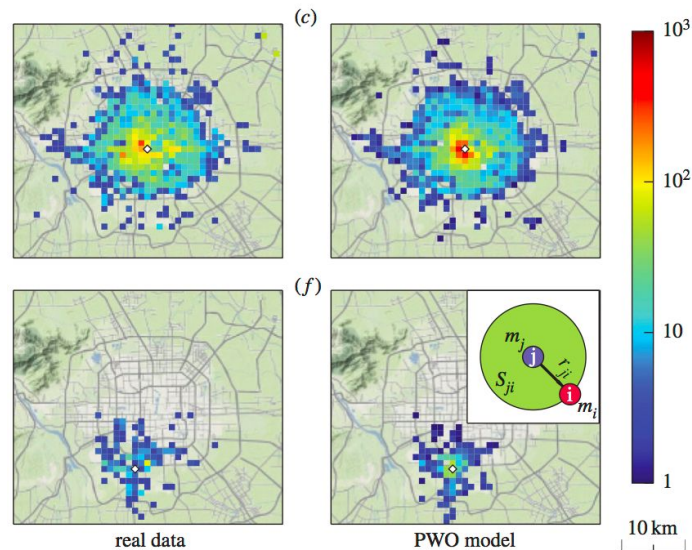 (c)
10³
10²
(f)
10
m_j
j
r_ji
S_ji
i
m_i
1
real data
PWO model
10 km